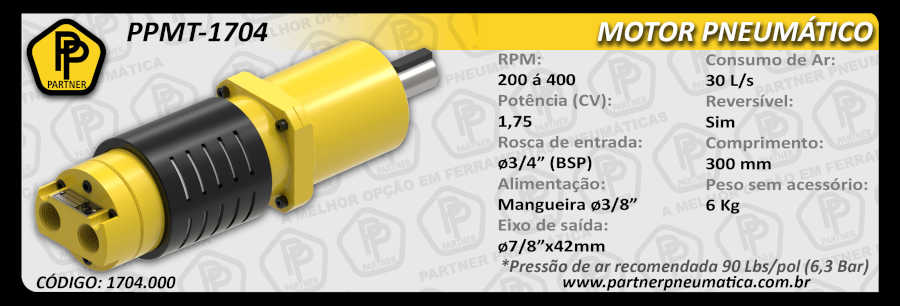 PP
PARTNER
PPMT-1704
MOTOR PNEUMÁTICO
RPM:
200 á 400
Potência (CV):
1,75
Rosca de entrada:
ø3/4” (BSP)
Alimentação:
Mangueira ø3/8”
Eixo de saída:
ø7/8”x42mm
Consumo de Ar:
30 L/s
Reversível:
Sim
Comprimento:
300 mm
Peso sem acessório:
6 Kg
*Pressão de ar recomendada 90 Lbs/pol (6,3 Bar)
CÓDIGO: 1704.000
www.partnerpneumatica.com.br